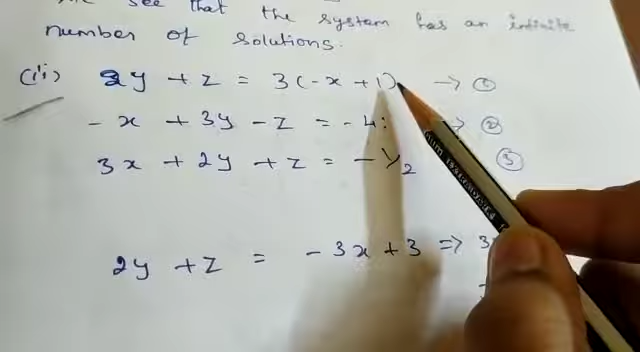 see that the system has an infinite
number of solutions.
(ii) 2y + z = 3(-x + 1) → ①
-x + 3y - z = -4 → ②
3x + 2y + z = -1/2 ③
2y + z = -3x + 3 ⇒ 3